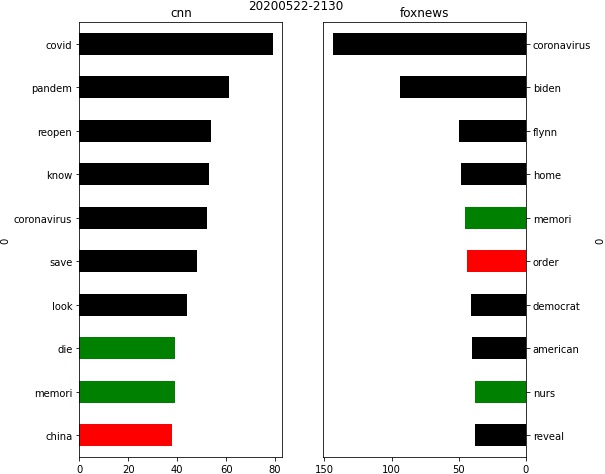 20200522-2130
cnn
foxnews
covid
pandem
reopen
know
coronavirus
save
look
die
memori
china
0
0 20 40 60 80
coronavirus
biden
flynn
home
memori
order
democrat
american
nurs
reveal
0
150 100 50 0